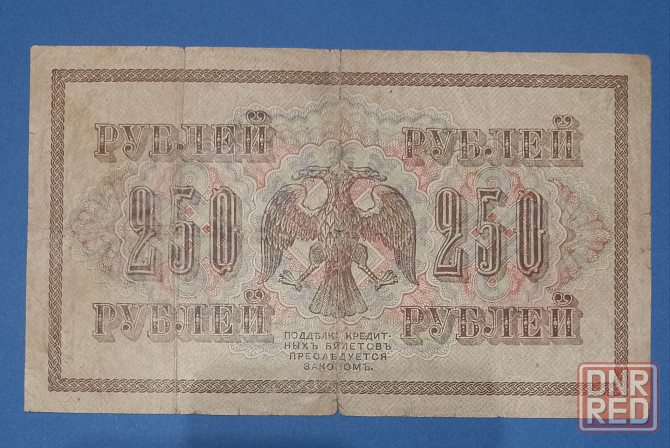 РУБЛЕЙ РУБЛЕЙ
250 250
РУБЛЕЙ РУБЛЕЙ
ПОДДѢЛКА КРЕДИТ-
НЫХЪ БИЛЕТОВЪ
ПРЕСЛѢДУЕТСЯ
ЗАКОНОМЪ.
DNR
RED